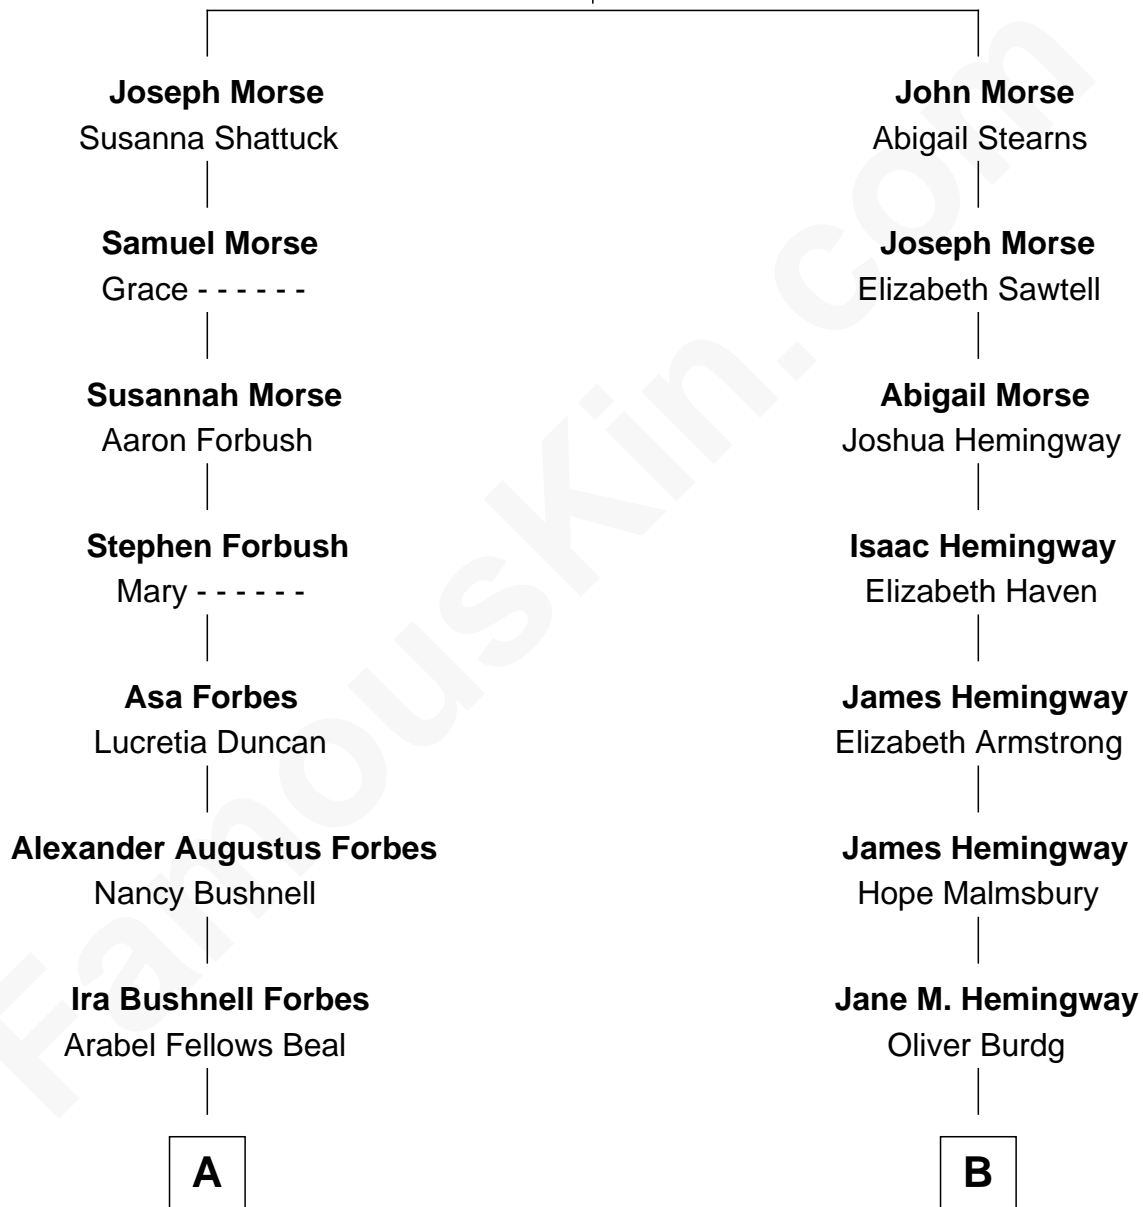 Joseph Morse
Susanna Shattuck
John Morse
Abigail Stearns
Samuel Morse
Grace - - - - - -
Joseph Morse
Elizabeth Sawtell
Susannah Morse
Aaron Forbush
Abigail Morse
Joshua Hemingway
Stephen Forbush
Mary - - - - - -
Isaac Hemingway
Elizabeth Haven
Asa Forbes
Lucretia Duncan
James Hemingway
Elizabeth Armstrong
Alexander Augustus Forbes
Nancy Bushnell
James Hemingway
Hope Malmsbury
Ira Bushnell Forbes
Arabel Fellows Beal
Jane M. Hemingway
Oliver Burdg
A
B
FamousKin.com